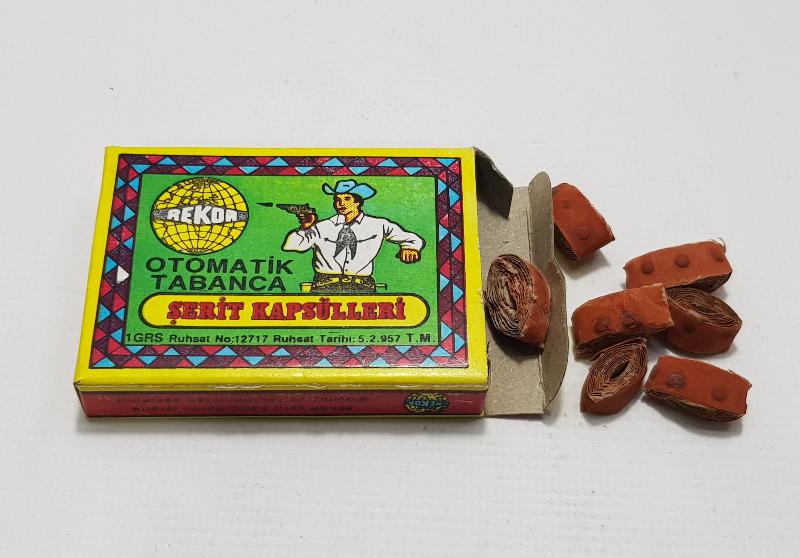 REKOR
OTOMATİK
TABANCA
ŞERİT KAPSÜLLERİ
1GRS Ruhsat No:12717 Ruhsat Tarihi: 5.2.957 T.M.
REKOR